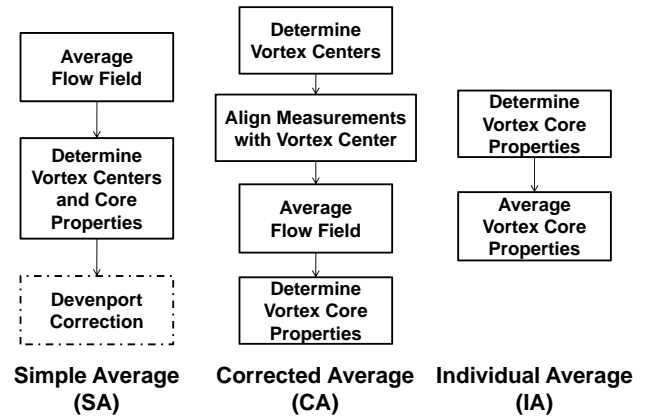 Average
Flow Field
Determine
Vortex Centers
and Core
Properties
Devenport
Correction
Simple Average
(SA)
Determine
Vortex Centers
Align Measurements
with Vortex Center
Average
Flow Field
Determine
Vortex Core
Properties
Corrected Average
(CA)
Determine
Vortex Core
Properties
Average
Vortex Core
Properties
Individual Average
(IA)